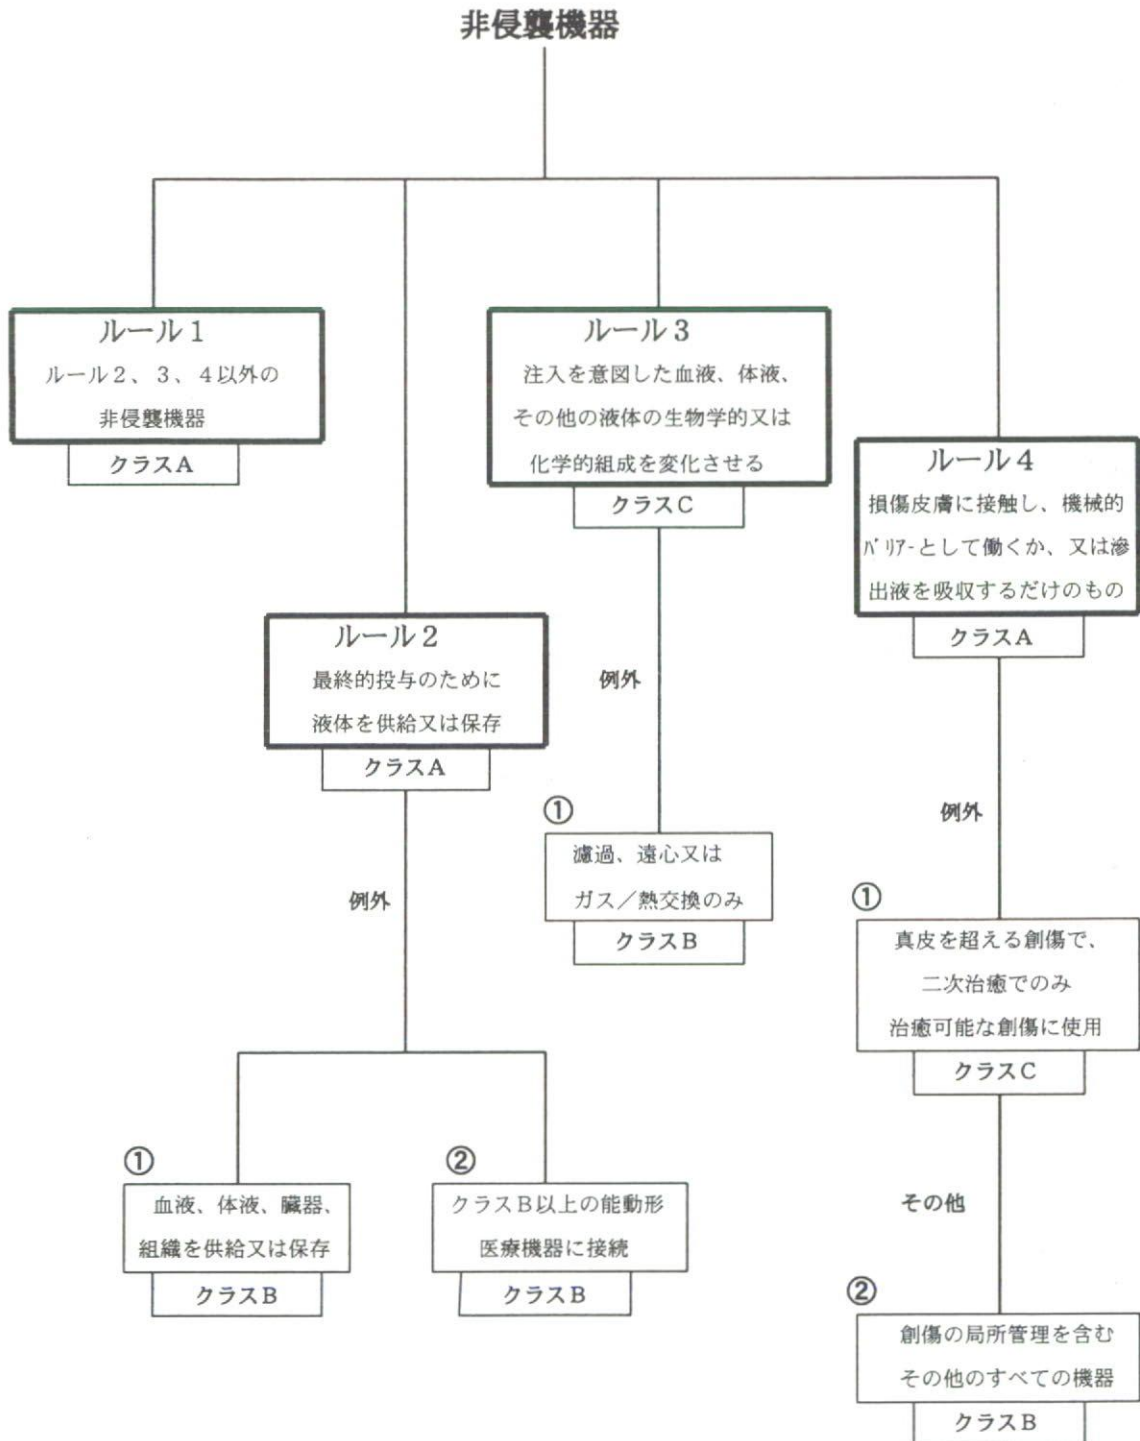 非侵襲機器
ルール１
ルール２、３、４以外の
非侵襲機器
クラスＡ
ルール２
最終的投与のために
液体を供給又は保存
クラスＡ
例外
①
血液、体液、臓器、
組織を供給又は保存
クラスＢ
②
クラスＢ以上の能動形
医療機器に接続
クラスＢ
ルール３
注入を意図した血液、体液、
その他の液体の生物学的又は
化学的組成を変化させる
クラスＣ
例外
①
濾過、遠心又は
ガス／熱交換のみ
クラスＢ
ルール４
損傷皮膚に接触し、機械的
ﾊﾞﾘｱｰとして働くか、又は滲
出液を吸収するだけのもの
クラスＡ
例外
①
真皮を超える創傷で、
二次治癒でのみ
治癒可能な創傷に使用
クラスＣ
その他
②
創傷の局所管理を含む
その他のすべての機器
クラスＢ